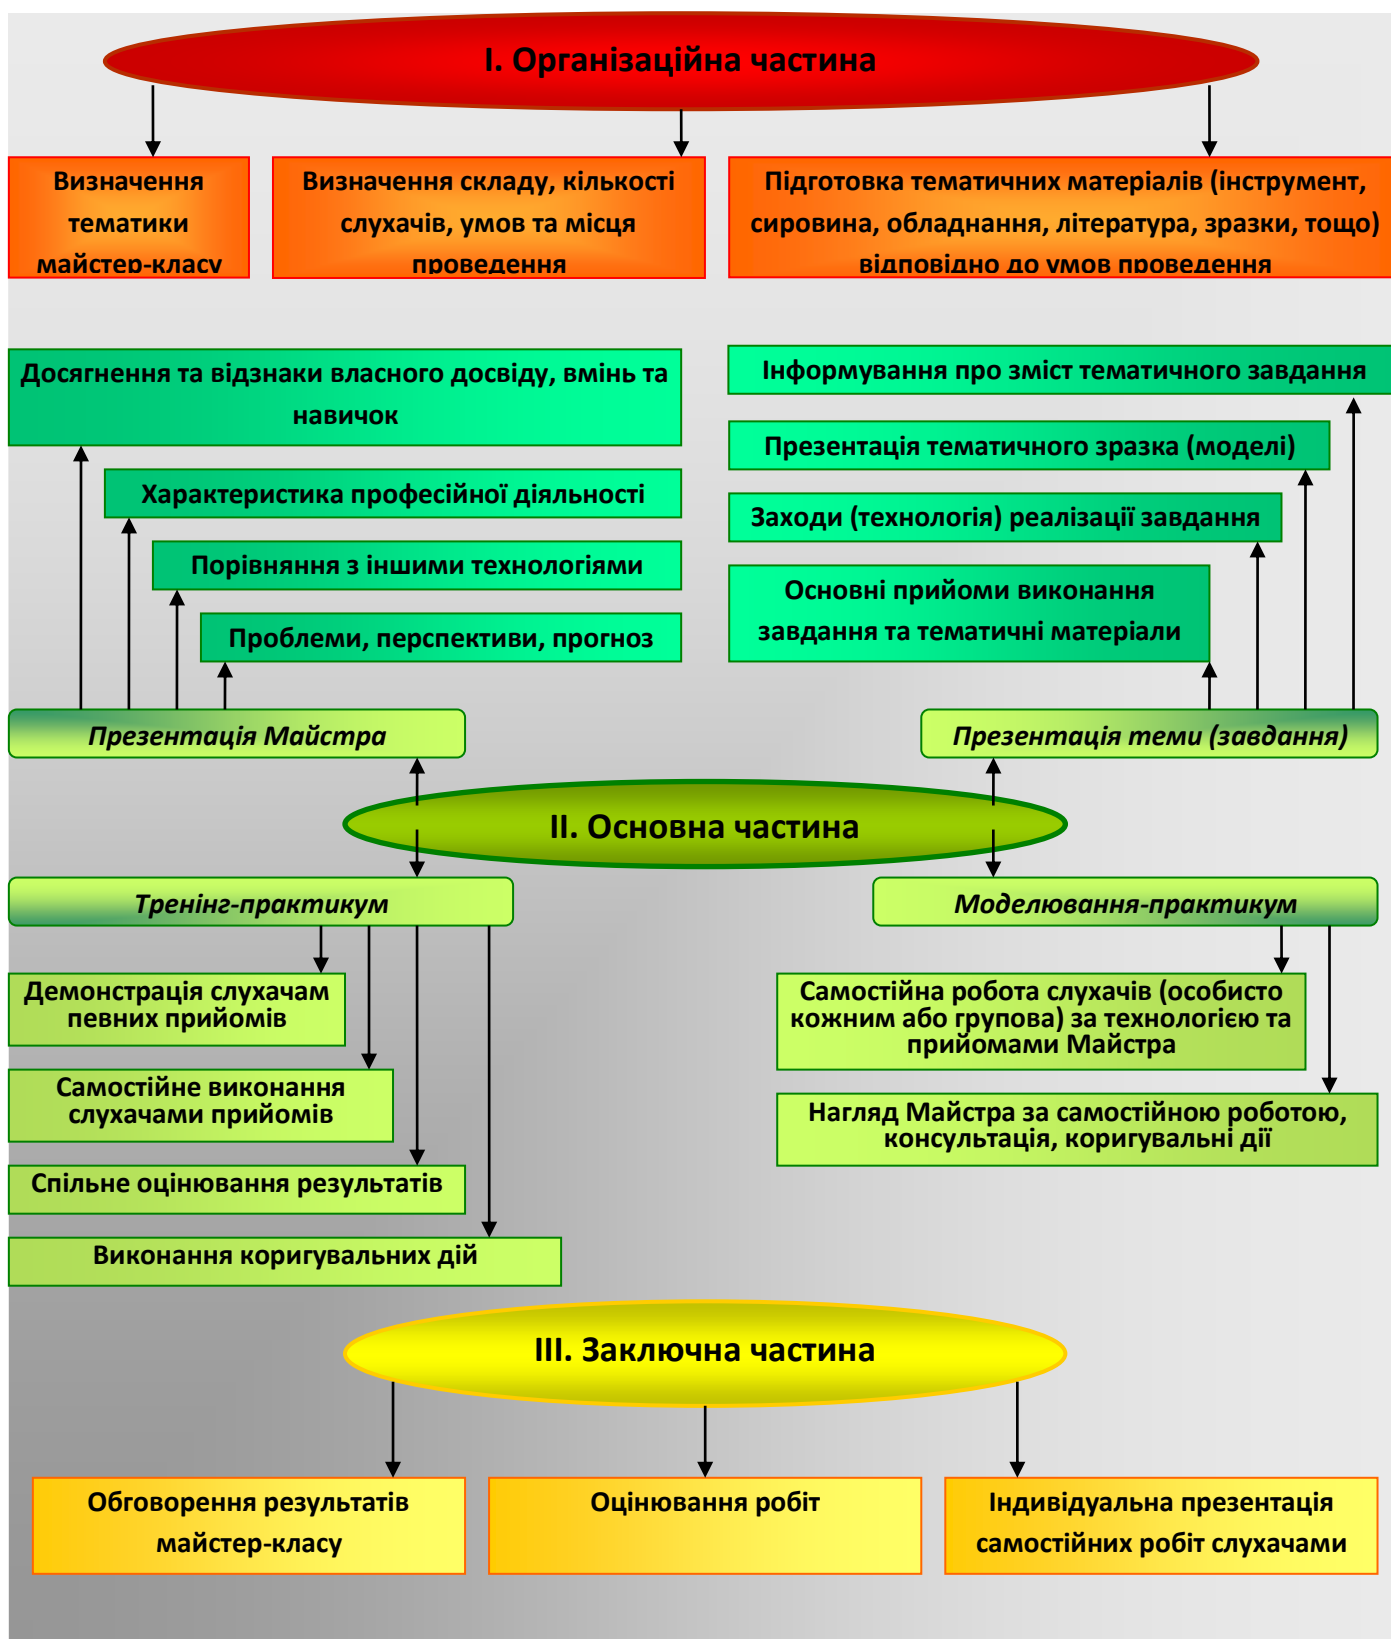 І. Організаційна частина
Визначення
тематики
майстер-класу
Визначення складу, кількості
слухачів, умов та місця
проведення
Підготовка тематичних матеріалів (інструмент,
сировина, обладнання, література, зразки, тощо)
відповідно до умов проведення
Досягнення та відзнаки власного досвіду, вмінь та
навичок
Характеристика професійної діяльності
Порівняння з іншими технологіями
Проблеми, перспективи, прогноз
Презентація Майстра
Інформування про зміст тематичного завдання
Презентація тематичного зразка (моделі)
Заходи (технологія) реалізації завдання
Основні прийоми виконання
завдання та тематичні матеріали
Презентація теми (завдання)
ІІ. Основна частина
Тренінг-практикум
Демонстрація слухачам
певних прийомів
Самостійне виконання
слухачами прийомів
Спільне оцінювання результатів
Виконання коригувальних дій
Моделювання-практикум
Самостійна робота слухачів (особисто
кожним або групова) за технологією та
прийомами Майстра
Нагляд Майстра за самостійною роботою,
консультація, коригувальні дії
ІІІ. Заключна частина
Обговорення результатів
майстер-класу
Оцінювання робіт
Індивідуальна презентація
самостійних робіт слухачами